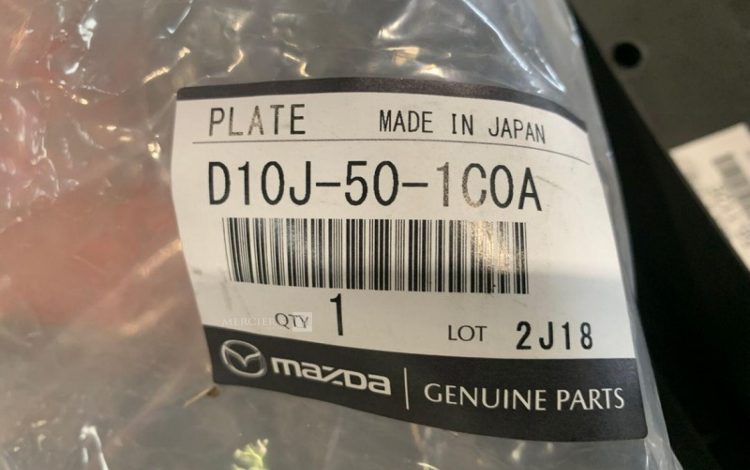 PLATE MADE IN JAPAN
D10J-50-1C0A
QTY 1 LOT 2J18
mazda GENUINE PARTS